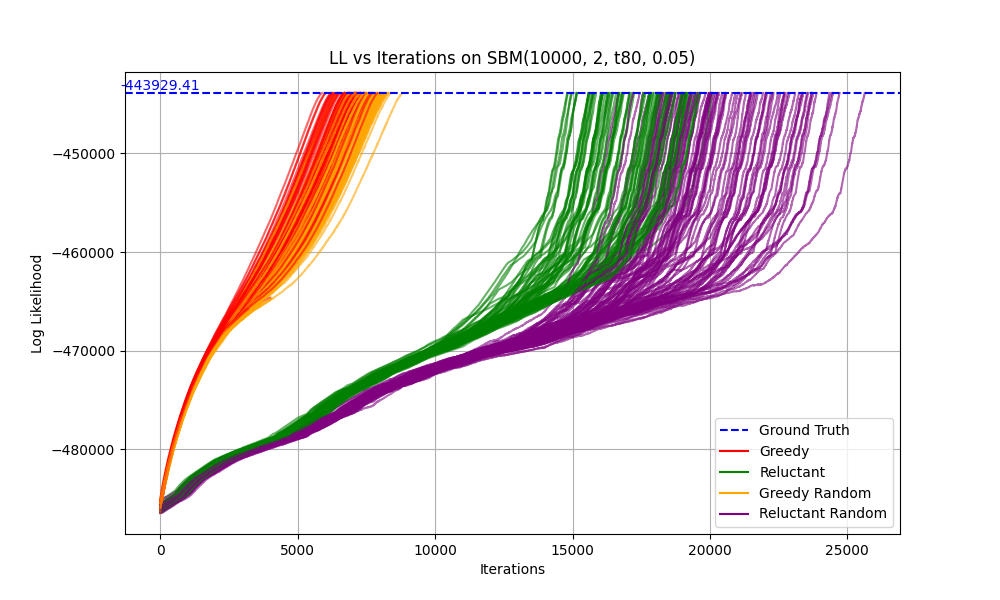 LL vs Iterations on SBM(10000, 2, t80, 0.05)
-443929.41
−450000
−460000
−470000
−480000
Log Likelihood
Ground Truth
Greedy
Reluctant
Greedy Random
Reluctant Random
0
5000
10000
15000
20000
25000
Iterations